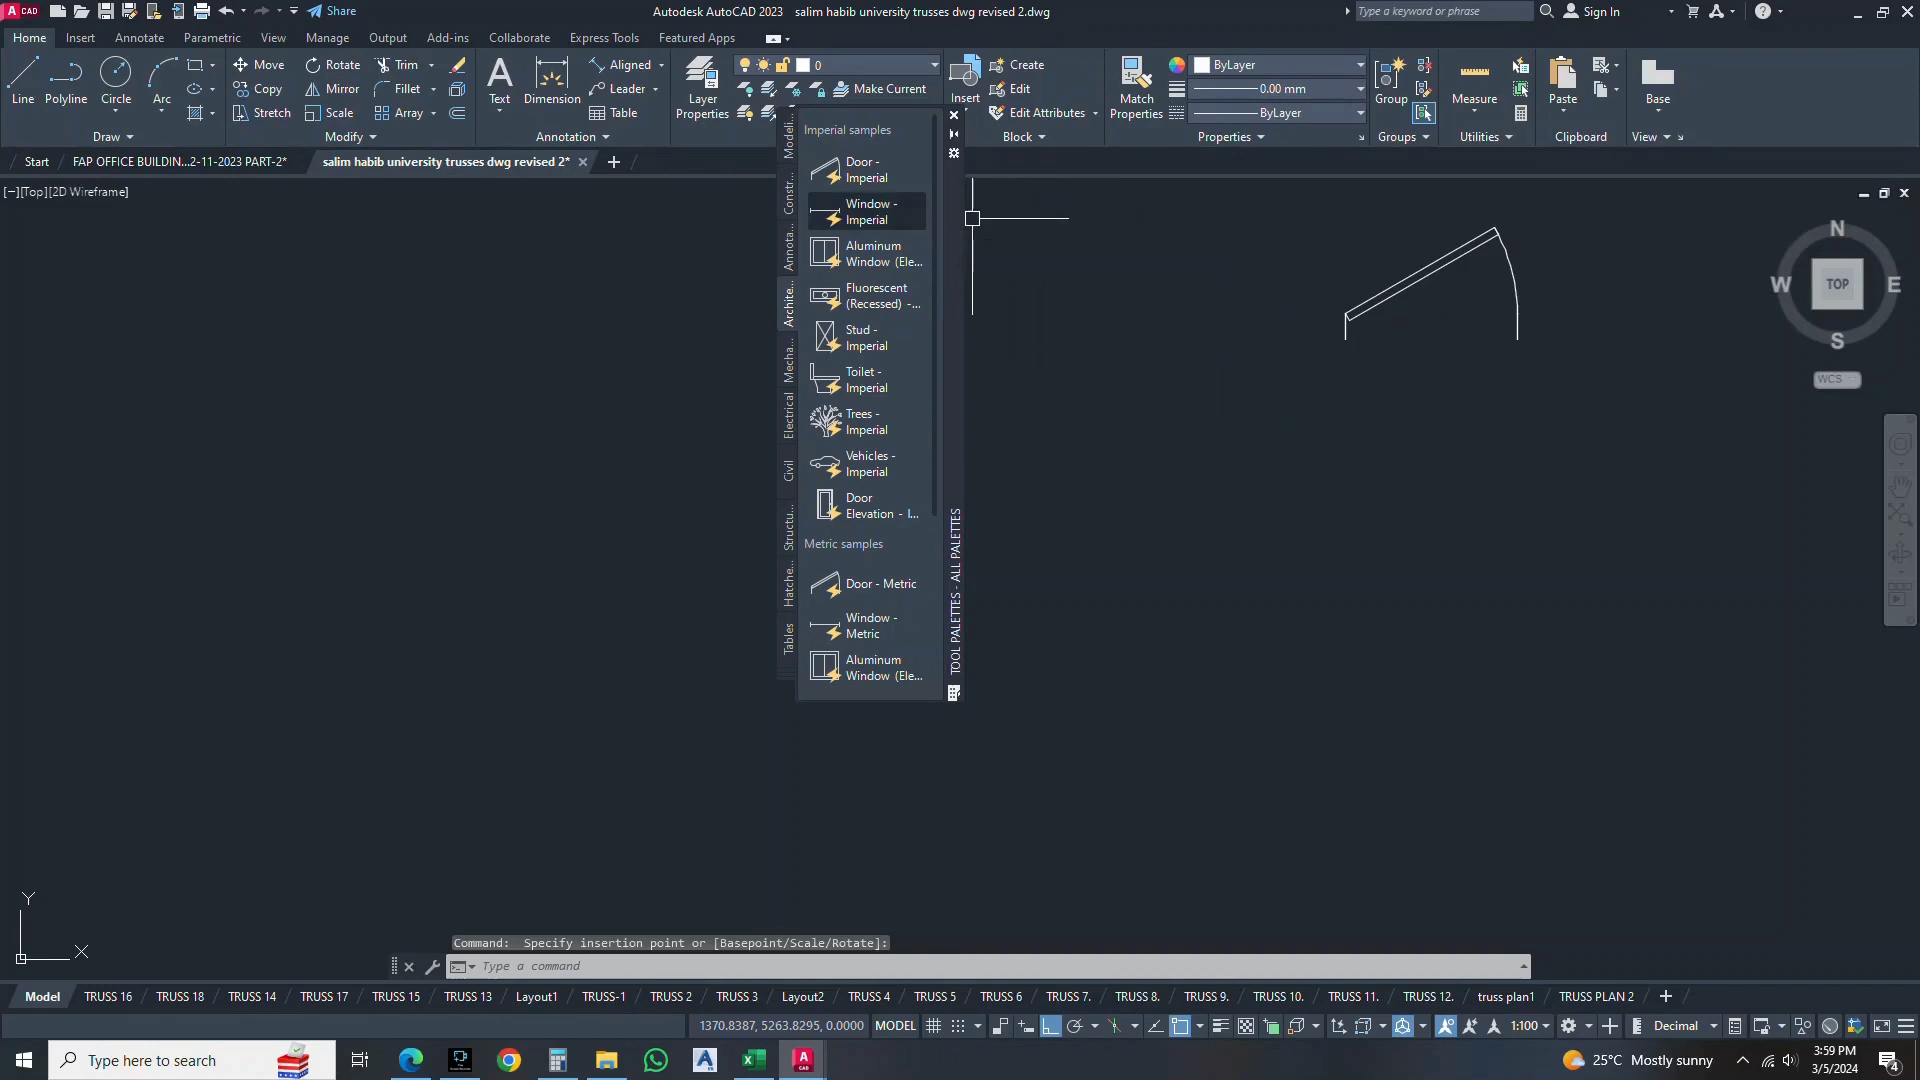 CAD
Share
Autodesk AutoCAD 2023 salim habib university trusses dwg revised 2.dwg
Type a keyword or phrase
Sign In
Home Insert Annotate Parametric View Manage Output Add-ins Collaborate Express Tools Featured Apps
Line
Polyline
Circle
Arc
Draw
Move
Rotate
Trim
Copy
Mirror
Fillet
Stretch
Scale
Array
Modify
Text
Dimension
Aligned
Leader
Table
Annotation
Layer
Properties
0
Make Current
Insert
Create
Edit
Edit Attributes
Block
Match
Properties
ByLayer
0.00 mm
ByLayer
Properties
Group
Groups
Measure
Utilities
Paste
Clipboard
Base
View
Start
FAP OFFICE BUILDIN...2-11-2023 PART-2*
salim habib university trusses dwg revised 2*
[−][Top][2D Wireframe]
Modeli...
Constr...
Annota...
Archite...
Mecha...
Electrical
Civil
Structu...
Hatche...
Tables
Imperial samples
Door -
Imperial
Window -
Imperial
Aluminum
Window (Ele...
Fluorescent
(Recessed) -...
Stud -
Imperial
Toilet -
Imperial
Trees -
Imperial
Vehicles -
Imperial
Door
Elevation - I...
Metric samples
Door - Metric
Window -
Metric
Aluminum
Window (Ele...
TOOL PALETTES - ALL PALETTES
N
W TOP E
S
WCS
Y
X
Command: Specify insertion point or [Basepoint/Scale/Rotate]:
Type a command
Model TRUSS 16 TRUSS 18 TRUSS 14 TRUSS 17 TRUSS 15 TRUSS 13 Layout1 TRUSS-1 TRUSS 2 TRUSS 3 Layout2 TRUSS 4 TRUSS 5 TRUSS 6 TRUSS 7. TRUSS 8. TRUSS 9. TRUSS 10. TRUSS 11. TRUSS 12. truss plan1 TRUSS PLAN 2
1370.8387, 5263.8295, 0.0000 MODEL 1:100 Decimal
Type here to search
25°C Mostly sunny
3:59 PM
3/5/2024
4